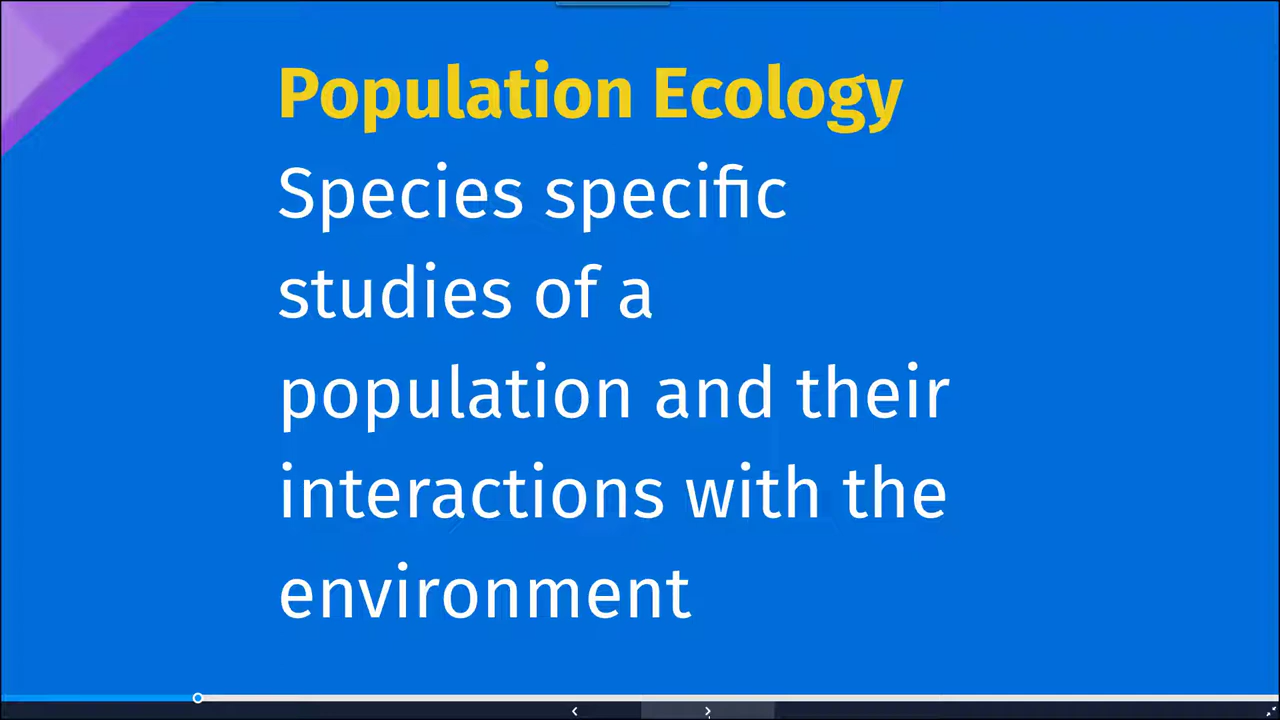 Population Ecology
Species specific
studies of a
population and their
interactions with the
environment